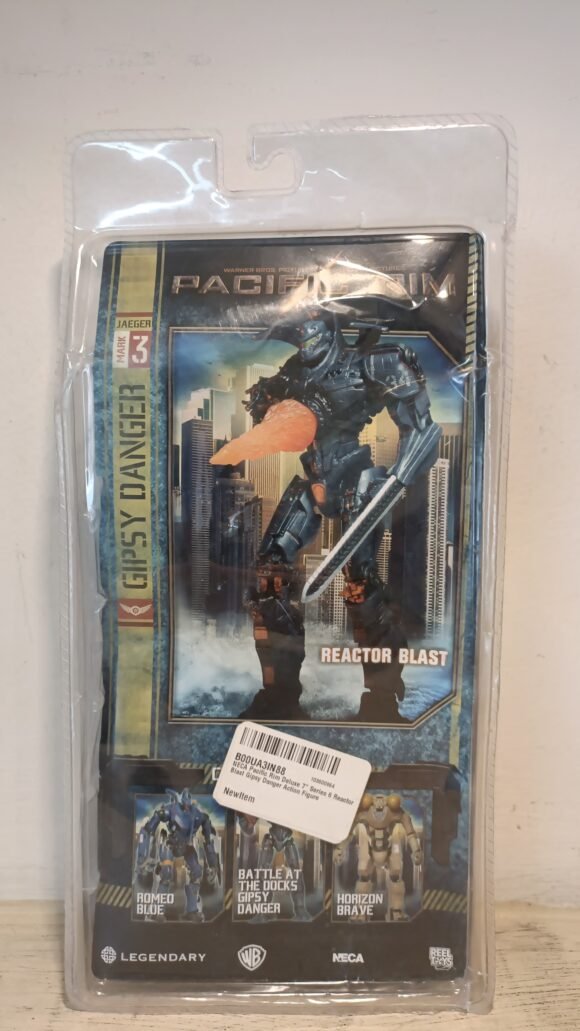 WARNER BROS. PICTURES
PACIFIC RIM
JAEGER
MARK 3
GIPSY DANGER
REACTOR BLAST
B00UA3IN88
NECA Pacific Rim Deluxe 7" Series 5 Reactor
Blast Gipsy Danger Action Figure
NewItem
ROMEO
BLUE
BATTLE AT
THE DOCKS
GIPSY
DANGER
HORIZON
BRAVE
LEGENDARY
WB
NECA
REEL
TOYS